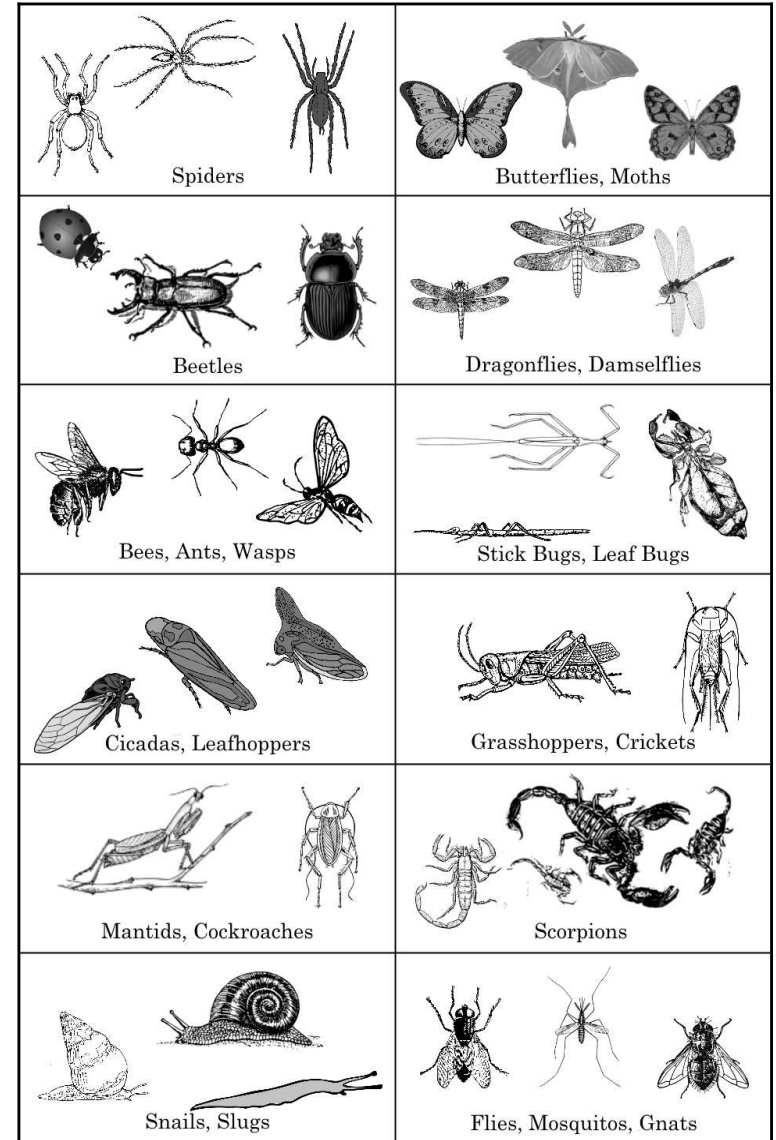 Spiders
Butterflies, Moths
Beetles
Dragonflies, Damselflies
Bees, Ants, Wasps
Stick Bugs, Leaf Bugs
Cicadas, Leafhoppers
Grasshoppers, Crickets
Mantids, Cockroaches
Scorpions
Snails, Slugs
Flies, Mosquitos, Gnats